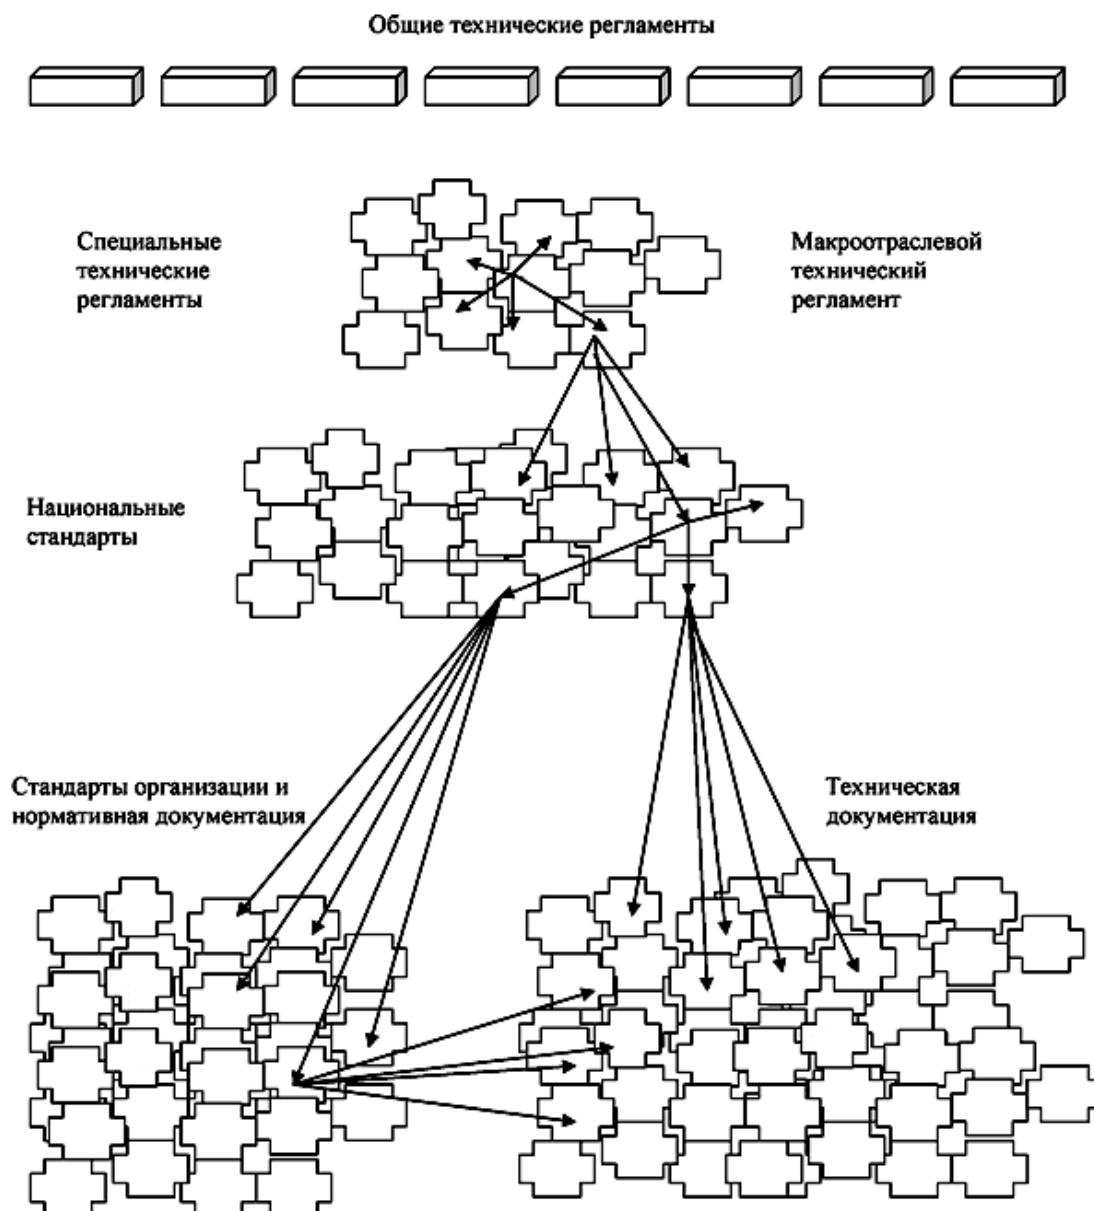 Общие технические регламенты
Специальные
технические
регламенты
Макроотраслевой
технический
регламент
Национальные
стандарты
Стандарты организации и
нормативная документация
Техническая
документация